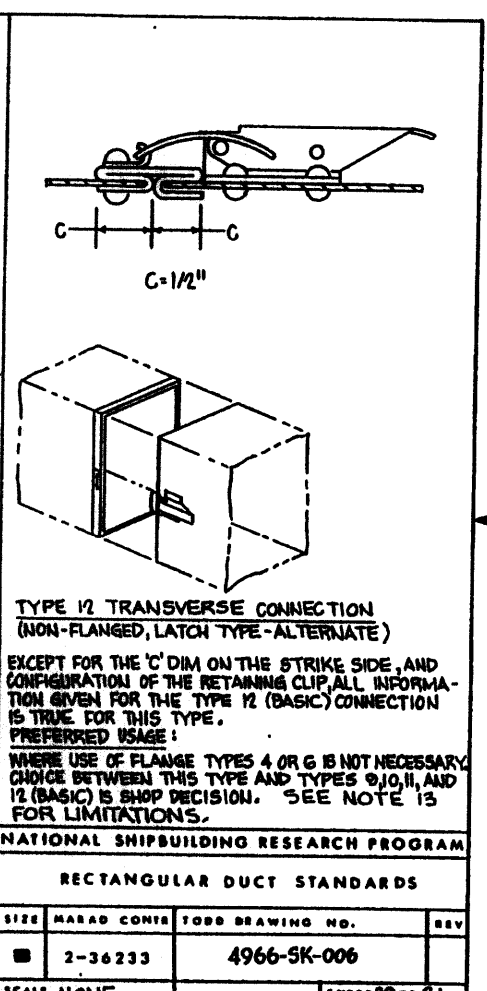 C
C
C=1/2"
TYPE 12 TRANSVERSE CONNECTION
(NON-FLANGED, LATCH TYPE-ALTERNATE)
EXCEPT FOR THE 'C' DIM ON THE STRIKE SIDE, AND
CONFIGURATION OF THE RETAINING CLIP, ALL INFORMA-
TION GIVEN FOR THE TYPE 12 (BASIC) CONNECTION
IS TRUE FOR THIS TYPE.
PREFERRED USAGE:
WHERE USE OF FLANGE TYPES 4 OR 6 IS NOT NECESSARY.
CHOICE BETWEEN THIS TYPE AND TYPES 9,10,11, AND
12 (BASIC) IS SHOP DECISION. SEE NOTE 13
FOR LIMITATIONS.
NATIONAL SHIPBUILDING RESEARCH PROGRAM
RECTANGULAR DUCT STANDARDS
SIZE MARAD CONTR TODD DRAWING NO. REV
2-36233 4966-SK-006
SCALE NONE